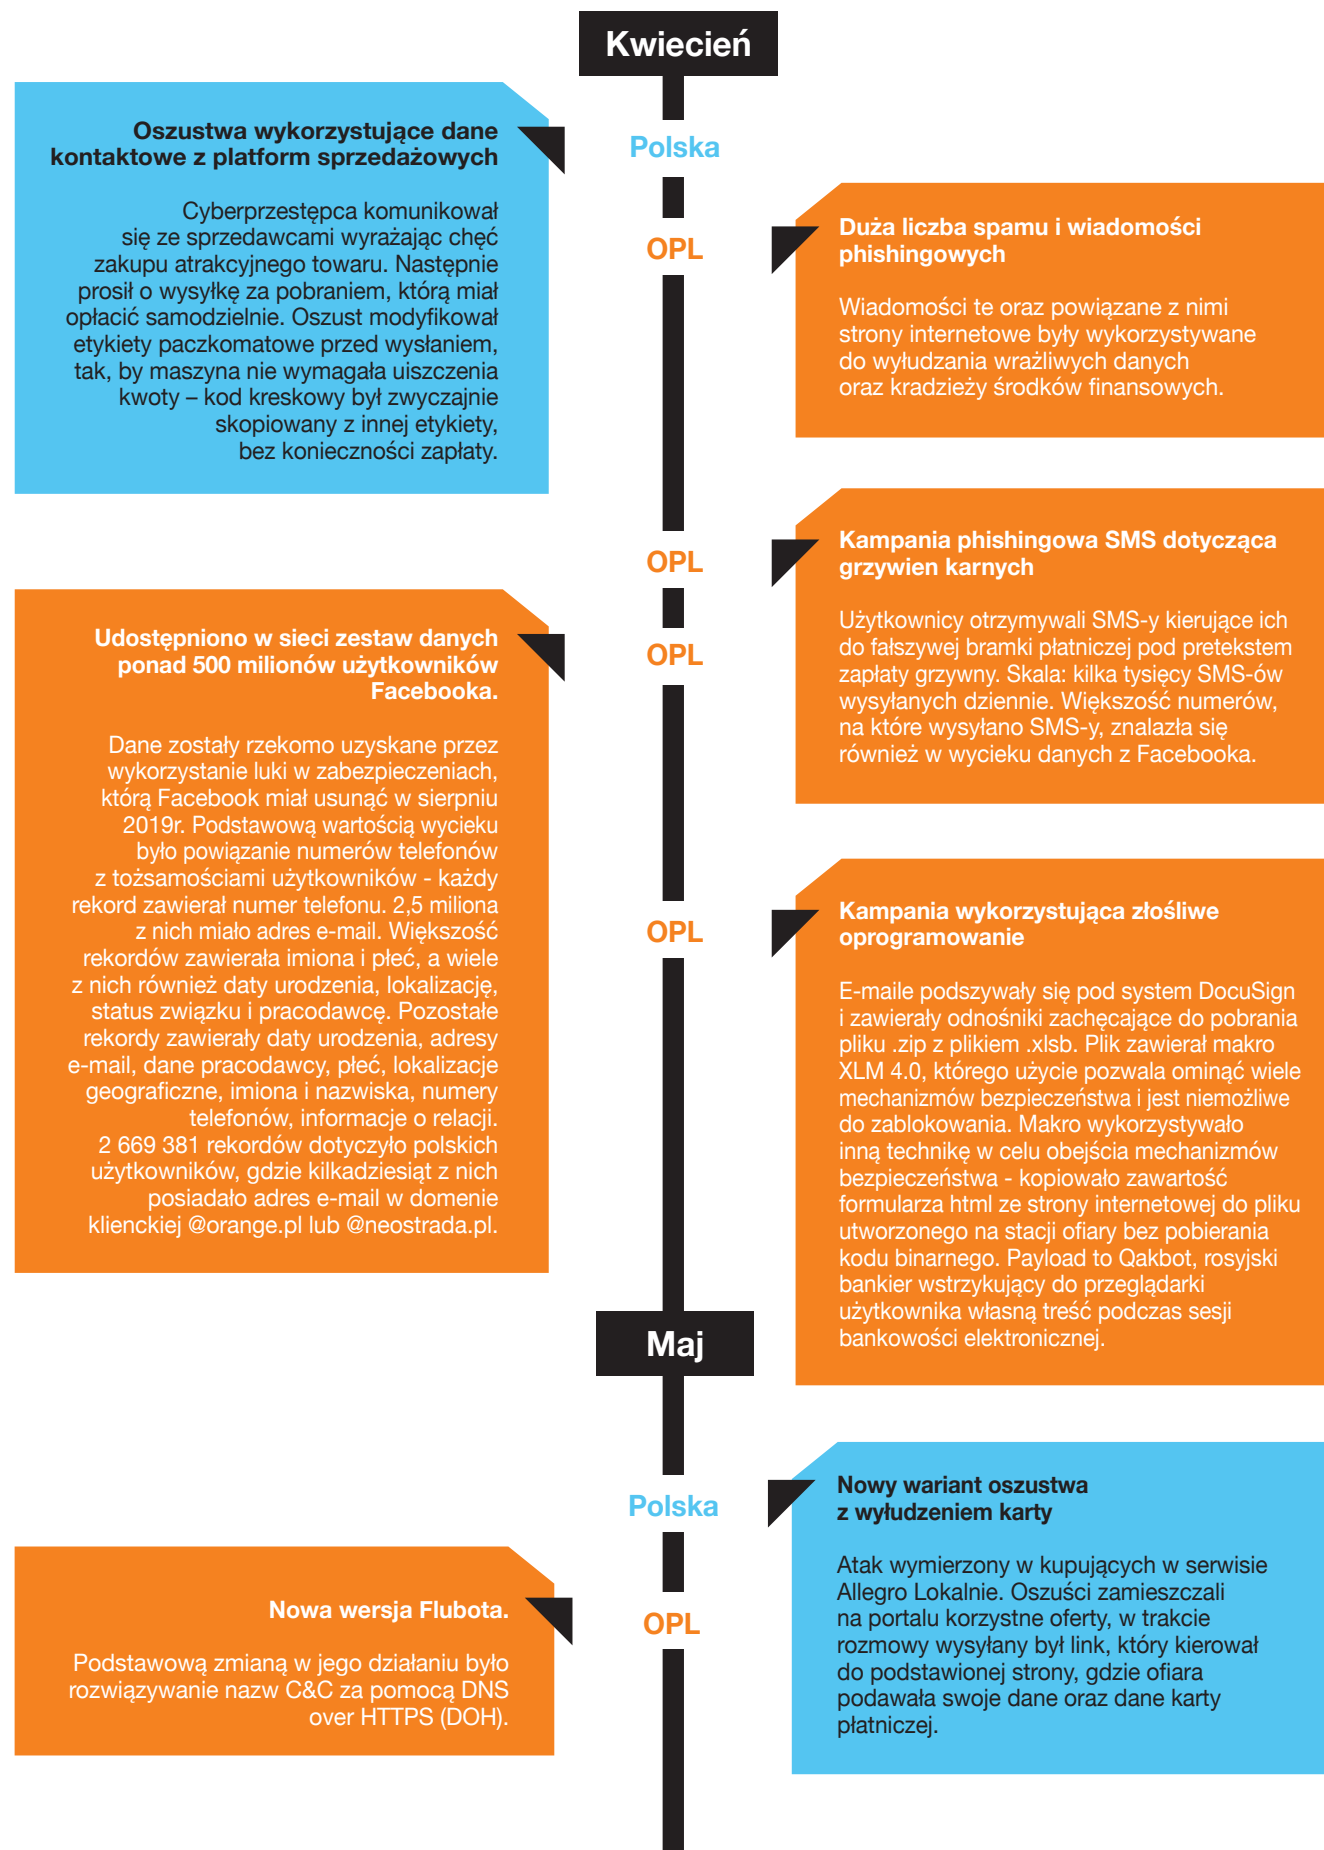 Kwiecień
Polska
Oszustwa wykorzystujące dane
kontaktowe z platform sprzedażowych
Cyberprzestępca komunikował
się ze sprzedawcami wyrażając chęć
zakupu atrakcyjnego towaru. Następnie
prosił o wysyłkę za pobraniem, którą miał
opłacić samodzielnie. Oszust modyfikował
etykiety paczkomatowe przed wysłaniem,
tak, by maszyna nie wymagała uiszczenia
kwoty – kod kreskowy był zwyczajnie
skopiowany z innej etykiety,
bez konieczności zapłaty.
OPL
Duża liczba spamu i wiadomości
phishingowych
Wiadomości te oraz powiązane z nimi
strony internetowe były wykorzystywane
do wyłudzania wrażliwych danych
oraz kradzieży środków finansowych.
OPL
Kampania phishingowa SMS dotycząca
grzywien karnych
Użytkownicy otrzymywali SMS-y kierujące ich
do fałszywej bramki płatniczej pod pretekstem
zapłaty grzywny. Skala: kilka tysięcy SMS-ów
wysyłanych dziennie. Większość numerów,
na które wysyłano SMS-y, znalazła się
również w wycieku danych z Facebooka.
OPL
Udostępniono w sieci zestaw danych
ponad 500 milionów użytkowników
Facebooka.
Dane zostały rzekomo uzyskane przez
wykorzystanie luki w zabezpieczeniach,
którą Facebook miał usunąć w sierpniu
2019r. Podstawową wartością wycieku
było powiązanie numerów telefonów
z tożsamościami użytkowników - każdy
rekord zawierał numer telefonu. 2,5 miliona
z nich miało adres e-mail. Większość
rekordów zawierała imiona i płeć, a wiele
z nich również daty urodzenia, lokalizację,
status związku i pracodawcę. Pozostałe
rekordy zawierały daty urodzenia, adresy
e-mail, dane pracodawcy, płeć, lokalizacje
geograficzne, imiona i nazwiska, numery
telefonów, informacje o relacji.
2 669 381 rekordów dotyczyło polskich
użytkowników, gdzie kilkadziesiąt z nich
posiadało adres e-mail w domenie
klienckiej @orange.pl lub @neostrada.pl.
OPL
Kampania wykorzystująca złośliwe
oprogramowanie
E-maile podszywały się pod system DocuSign
i zawierały odnośniki zachęcające do pobrania
pliku .zip z plikiem .xlsb. Plik zawierał makro
XLM 4.0, którego użycie pozwala ominąć wiele
mechanizmów bezpieczeństwa i jest niemożliwe
do zablokowania. Makro wykorzystywało
inną technikę w celu obejścia mechanizmów
bezpieczeństwa - kopiowało zawartość
formularza html ze strony internetowej do pliku
utworzonego na stacji ofiary bez pobierania
kodu binarnego. Payload to Qakbot, rosyjski
bankier wstrzykujący do przeglądarki
użytkownika własną treść podczas sesji
bankowości elektronicznej.
Maj
Polska
Nowy wariant oszustwa
z wyłudzeniem karty
Atak wymierzony w kupujących w serwisie
Allegro Lokalnie. Oszuści zamieszczali
na portalu korzystne oferty, w trakcie
rozmowy wysyłany był link, który kierował
do podstawionej strony, gdzie ofiara
podawała swoje dane oraz dane karty
płatniczej.
OPL
Nowa wersja Flubota.
Podstawową zmianą w jego działaniu było
rozwiązywanie nazw C&C za pomocą DNS
over HTTPS (DOH).